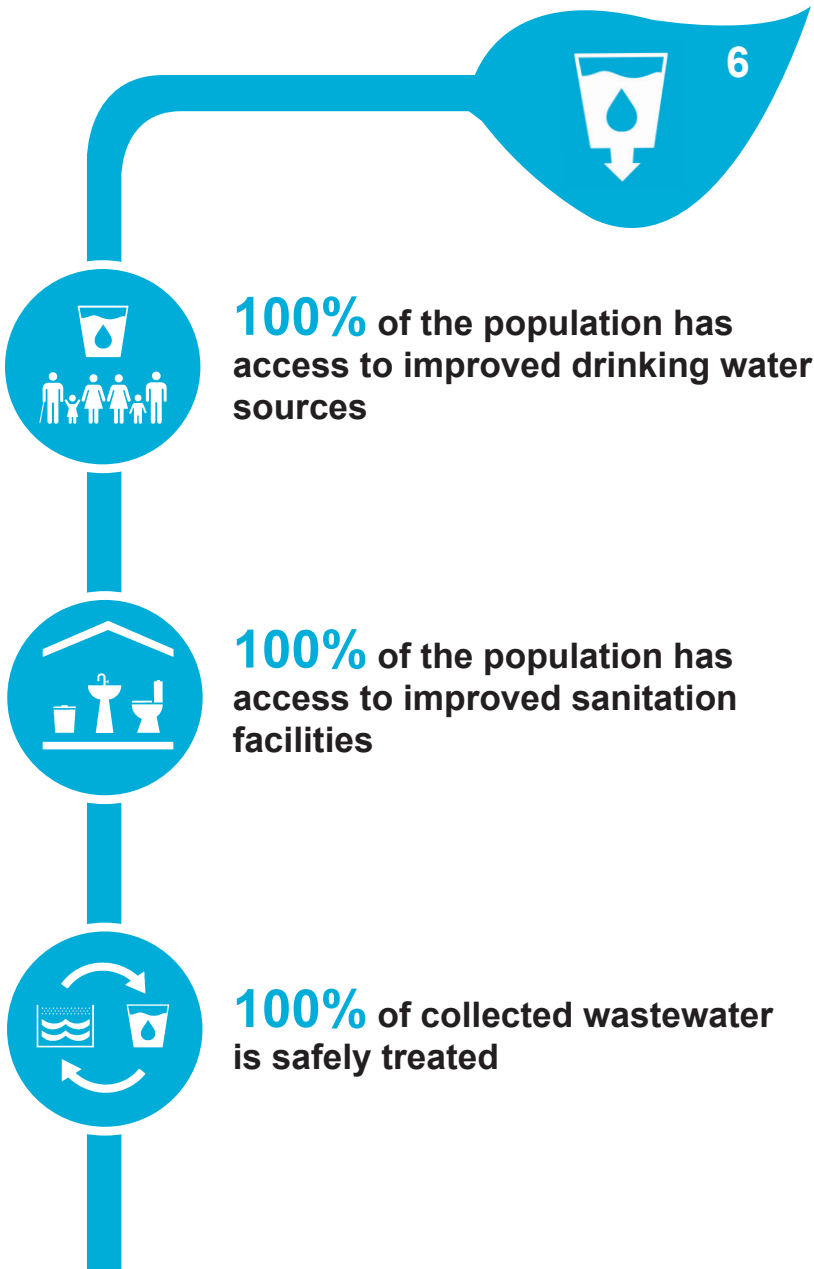 6
100% of the population has
access to improved drinking water
sources
100% of the population has
access to improved sanitation
facilities
100% of collected wastewater
is safely treated